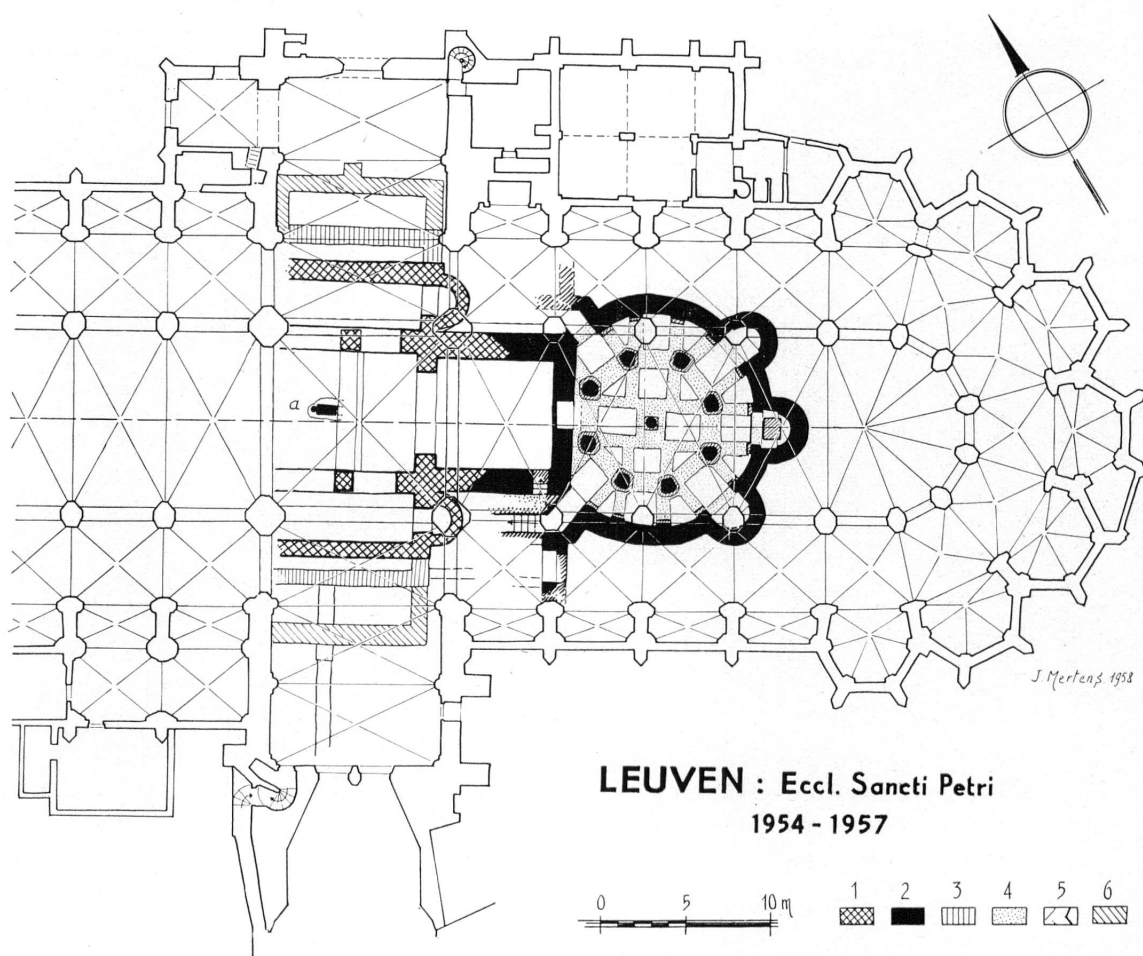 a
J. Mertens. 1958
LEUVEN : Eccl. Sancti Petri
1954 - 1957
0 5 10 m
1 2 3 4 5 6